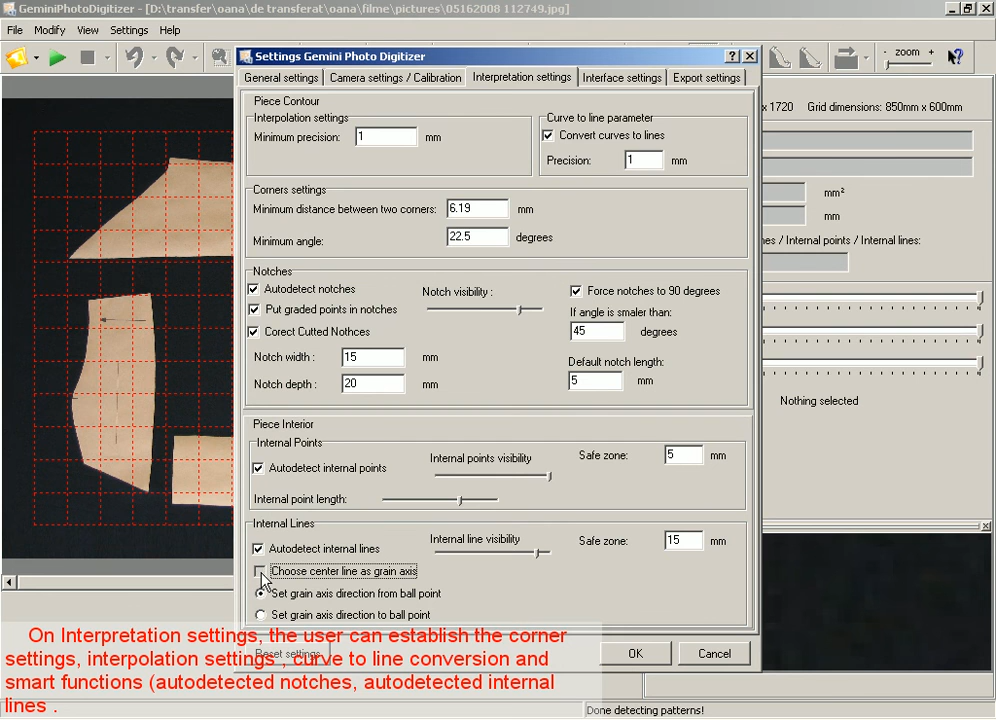 GeminiPhotoDigitizer - [D:\transfer\oana\de transferat\oana\filme\pictures\05162008 112749.jpg]
File Modify View Settings Help
zoom
Settings Gemini Photo Digitizer
General settings Camera settings / Calibration Interpretation settings Interface settings Export settings
x 1720 Grid dimensions: 850mm x 600mm
Piece Contour
Interpolation settings
Minimum precision: 1 mm
Curve to line parameter
Convert curves to lines
Precision: 1 mm
mm²
mm
Corners settings
Minimum distance between two corners: 6.19 mm
Minimum angle: 22.5 degrees
es / Internal points / Internal lines:
Notches
Autodetect notches
Notch visibility :
Force notches to 90 degrees
Put graded points in notches
If angle is smaler than:
Corect Cutted Nothces
45 degrees
Notch width : 15 mm
Default notch length:
Notch depth : 20 mm
5 mm
Nothing selected
Piece Interior
Internal Points
Autodetect internal points
Internal points visibility
Safe zone: 5 mm
Internal point length:
Internal Lines
Autodetect internal lines
Internal line visibility
Safe zone: 15 mm
Choose center line as grain axis
Set grain axis direction from ball point
Set grain axis direction to ball point
Reset settings
OK Cancel
On Interpretation settings, the user can establish the corner
settings, interpolation settings , curve to line conversion and
smart functions (autodetected notches, autodetected internal
lines .
Done detecting patterns!